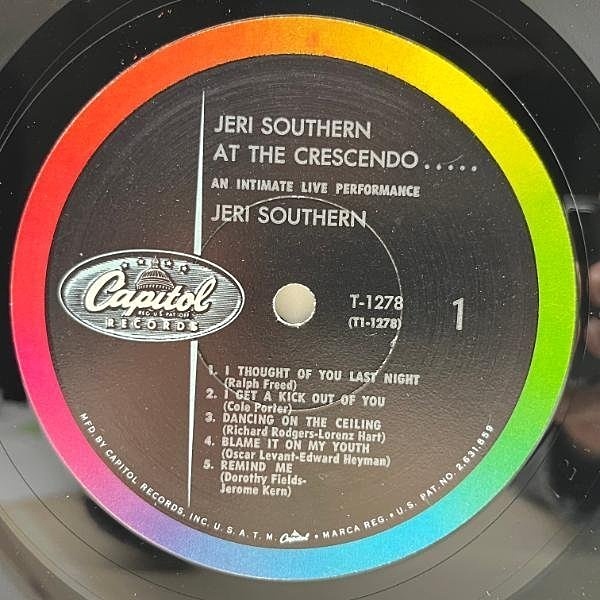 JERI SOUTHERN
AT THE CRESCENDO.....
AN INTIMATE LIVE PERFORMANCE
JERI SOUTHERN
Capitol
REG. U.S. PAT. OFF.
RECORDS
T-1278
(T1-1278)
1
1. I THOUGHT OF YOU LAST NIGHT
(Ralph Freed)
2. I GET A KICK OUT OF YOU
(Cole Porter)
3. DANCING ON THE CEILING
(Richard Rodgers-Lorenz Hart)
4. BLAME IT ON MY YOUTH
(Oscar Levant-Edward Heyman)
5. REMIND ME
(Dorothy Fields-
Jerome Kern)
MFD. BY CAPITOL RECORDS, INC. U.S.A. T.M. Capitol • MARCA REG. • U.S. PAT. NO. 2,631,859